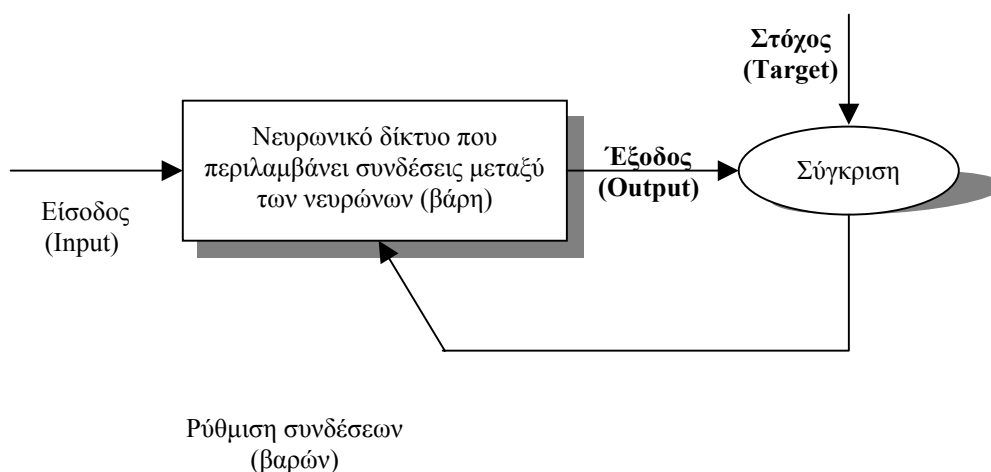 Στόχος
(Target)
Νευρωνικό δίκτυο που
περιλαμβάνει συνδέσεις μεταξύ
των νευρώνων (βάρη)
Έξοδος
(Output)
Σύγκριση
Είσοδος
(Input)
Ρύθμιση συνδέσεων
(βαρών)